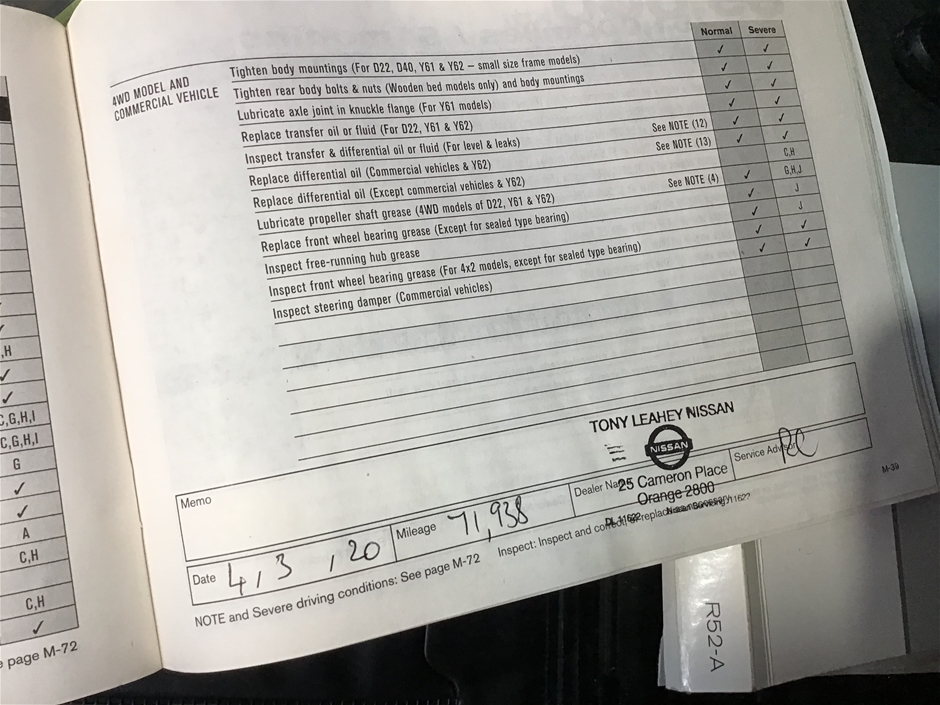 Normal Severe
4WD MODEL AND
COMMERCIAL VEHICLE
Tighten body mountings (For D22, D40, Y61 & Y62 – small size frame models) ✓ ✓
Tighten rear body bolts & nuts (Wooden bed models only) and body mountings ✓ ✓
Lubricate axle joint in knuckle flange (For Y61 models) ✓ ✓
Replace transfer oil or fluid (For D22, Y61 & Y62) ✓ ✓
Inspect transfer & differential oil or fluid (For level & leaks) ✓ ✓
Replace differential oil (Commercial vehicles & Y62) See NOTE (12) ✓ ✓
Replace differential oil (Except commercial vehicles & Y62) See NOTE (13) C,H
Lubricate propeller shaft grease (4WD models of D22, Y61 & Y62) See NOTE (4) ✓ G,H,J
Replace front wheel bearing grease (Except for sealed type bearing) ✓ J
Inspect free-running hub grease ✓ J
Inspect front wheel bearing grease (For 4x2 models, except for sealed type bearing) ✓ ✓
Inspect steering damper (Commercial vehicles) ✓ ✓
Memo
TONY LEAHEY NISSAN
NISSAN
25 Cameron Place
Orange 2800
DL 11622
Date 4, 3, 20
Mileage 71,938
Dealer
Service Advisor RC
NOTE and Severe driving conditions: See page M-72 Inspect: Inspect and correct, or replace
M-39
,H
✓
✓
C,G,H,I
C,G,H,I
G
✓
✓
A
C,H
C,H
✓
page M-72
R52-A